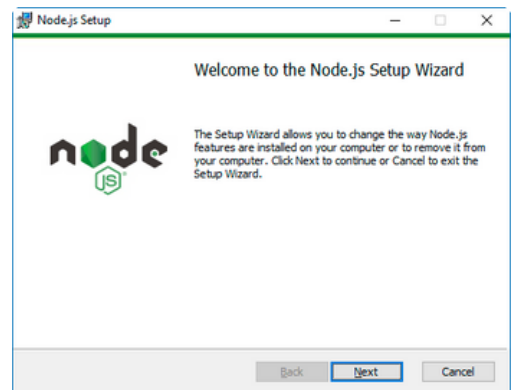 Node.js Setup
Welcome to the Node.js Setup Wizard
node
JS
The Setup Wizard allows you to change the way Node.js
features are installed on your computer or to remove it from
your computer. Click Next to continue or Cancel to exit the
Setup Wizard.
Back Next Cancel